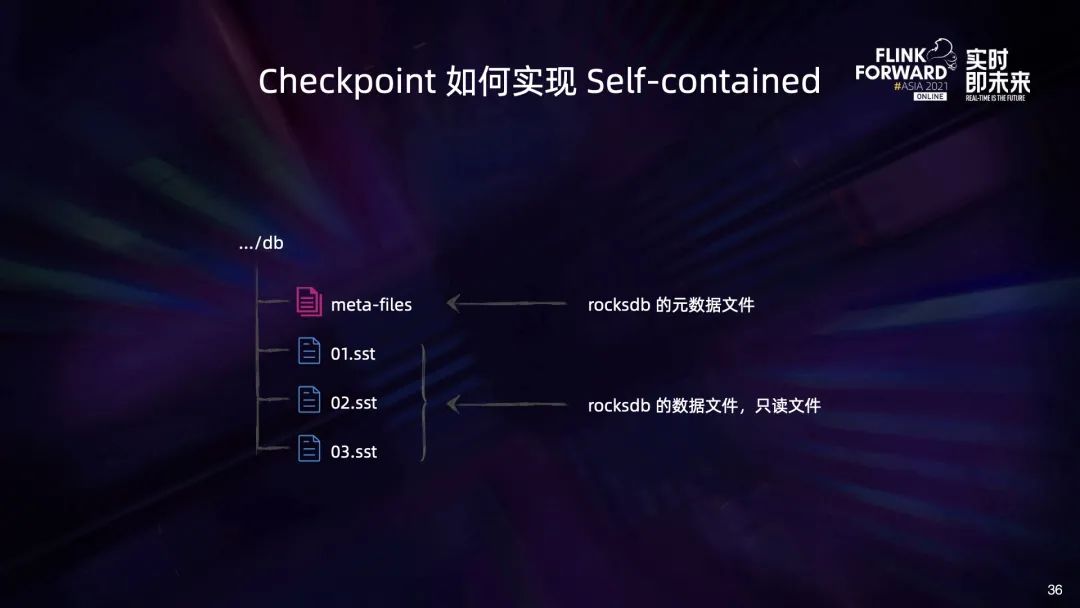 Checkpoint 如何实现 Self-contained
FLINK
FORWARD
#ASIA 2021
ONLINE
实时
即未来
REAL-TIME IS THE FUTURE
.../db
meta-files
rocksdb 的元数据文件
01.sst
02.sst
rocksdb 的数据文件，只读文件
03.sst
36